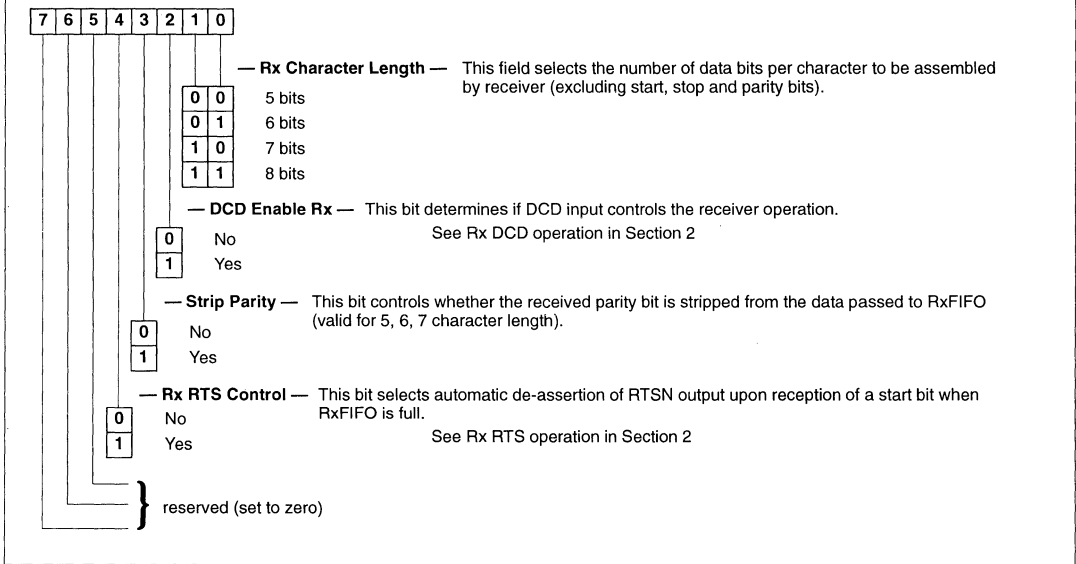 7 6 5 4 3 2 1 0
— Rx Character Length — This field selects the number of data bits per character to be assembled
by receiver (excluding start, stop and parity bits).
0 0 5 bits
0 1 6 bits
1 0 7 bits
1 1 8 bits
— DCD Enable Rx — This bit determines if DCD input controls the receiver operation.
0 No See Rx DCD operation in Section 2
1 Yes
— Strip Parity — This bit controls whether the received parity bit is stripped from the data passed to RxFIFO
(valid for 5, 6, 7 character length).
0 No
1 Yes
— Rx RTS Control — This bit selects automatic de-assertion of RTSN output upon reception of a start bit when
RxFIFO is full.
0 No
1 Yes See Rx RTS operation in Section 2
reserved (set to zero)